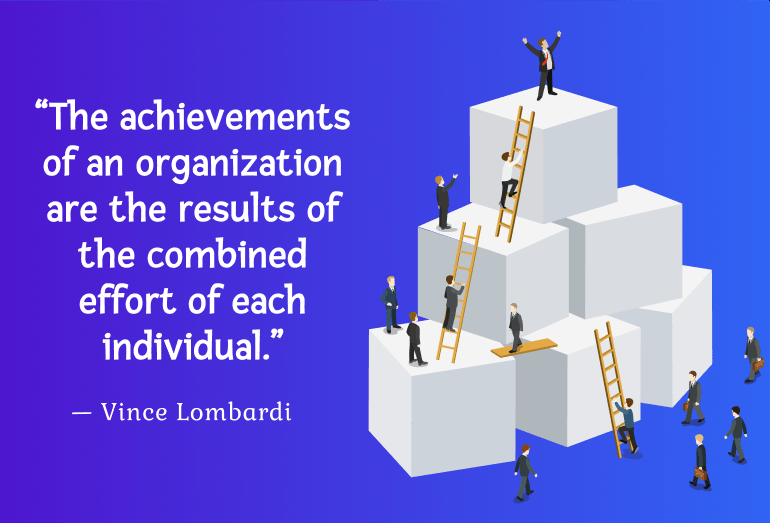 “The achievements
of an organization
are the results of
the combined
effort of each
individual.”
— Vince Lombardi